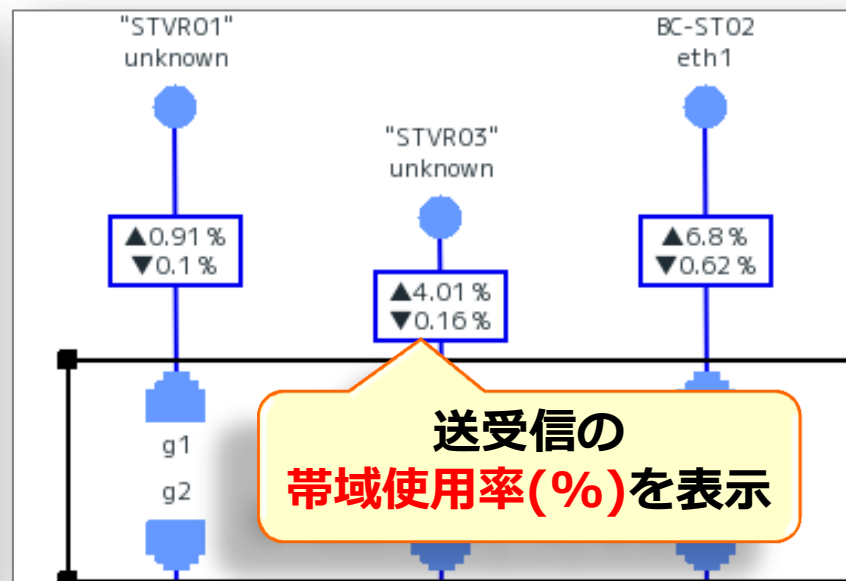 "STVR01"
unknown
BC-ST02
eth1
"STVR03"
unknown
▲0.91%
▼0.1%
▲6.8%
▼0.62%
▲4.01%
▼0.16%
g1
g2
送受信の
帯域使用率(%)を表示